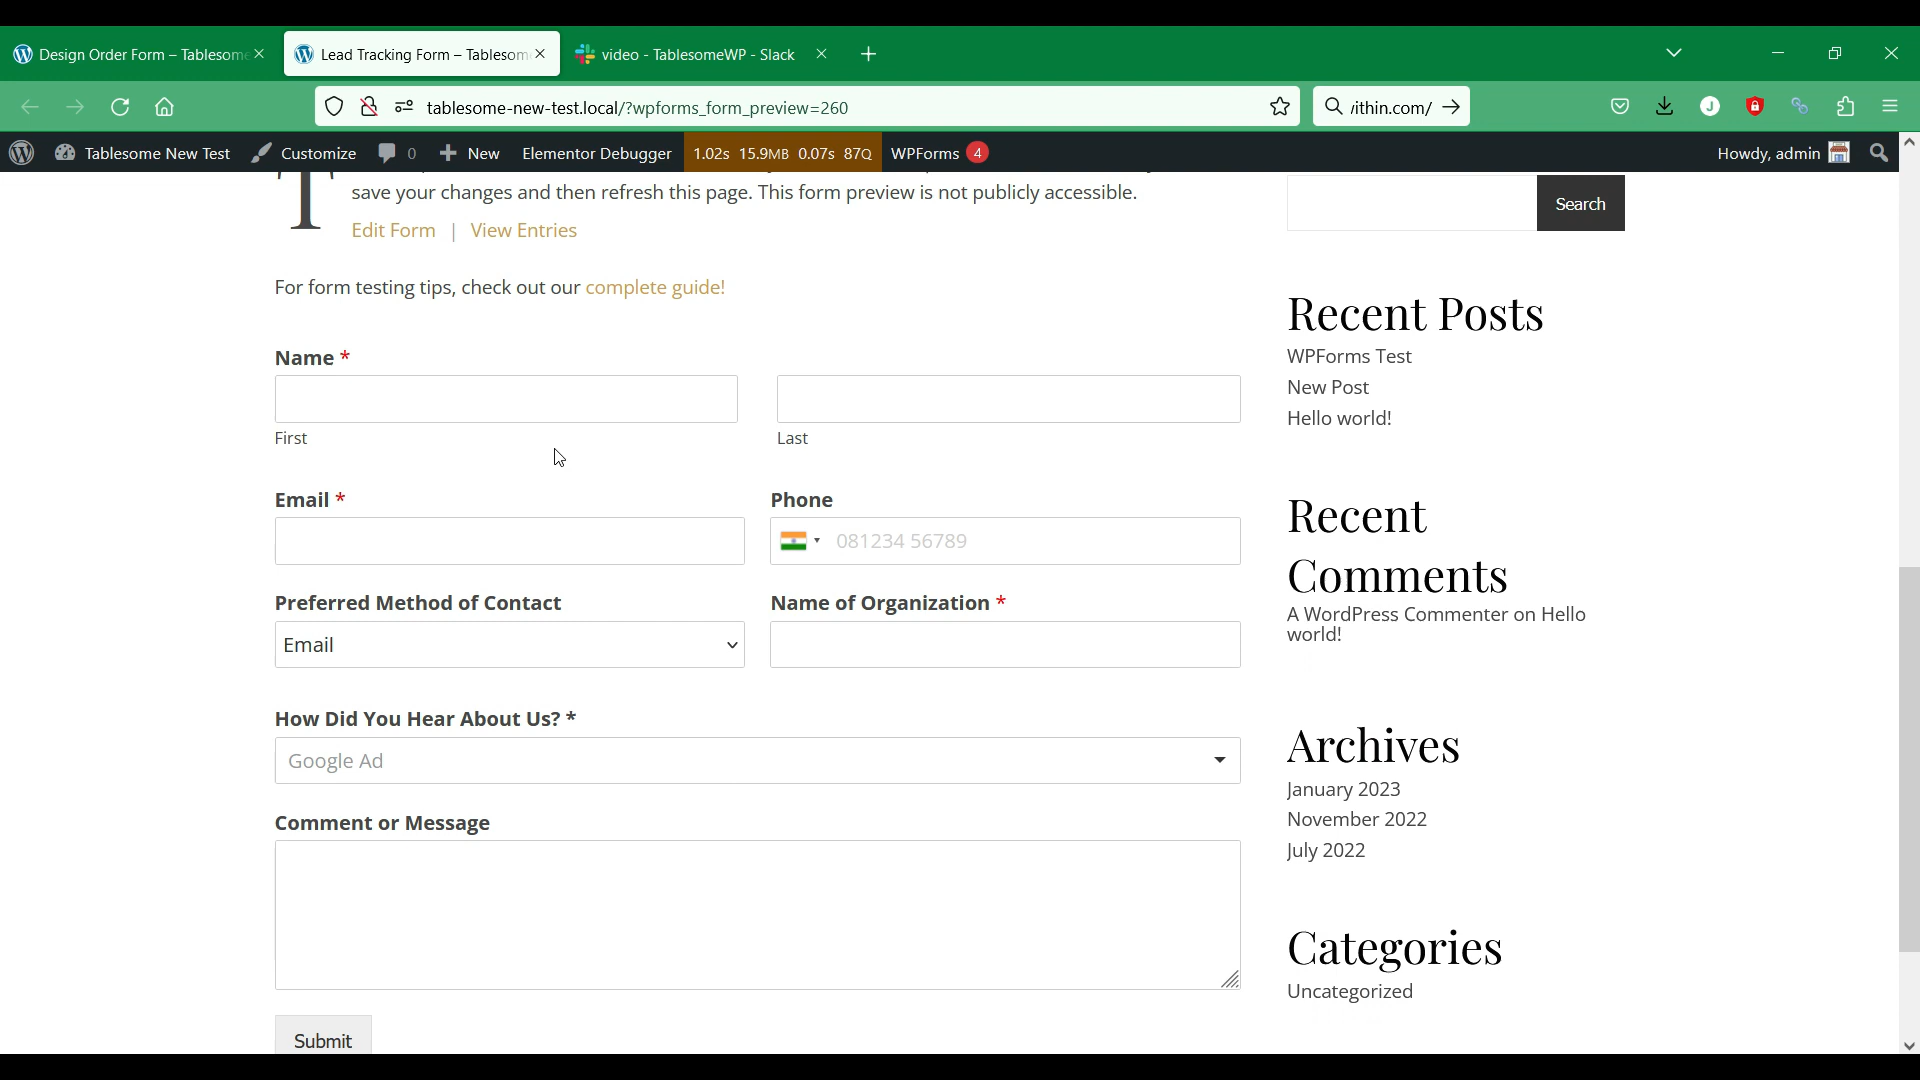 Design Order Form – Tablesome
Lead Tracking Form – Tablesom
video - TablesomeWP - Slack
tablesome-new-test.local/?wpforms_form_preview=260
/ithin.com/
J
Tablesome New Test
Customize
0
New
Elementor Debugger
1.02s 15.9MB 0.07s 87Q
WPForms 4
Howdy, admin
T
save your changes and then refresh this page. This form preview is not publicly accessible.
Edit Form | View Entries
For form testing tips, check out our complete guide!
Name *
First
Last
Email *
Phone
081234 56789
Preferred Method of Contact
Email
Name of Organization *
How Did You Hear About Us? *
Google Ad
Comment or Message
Submit
Search
Recent Posts
WPForms Test
New Post
Hello world!
Recent
Comments
A WordPress Commenter on Hello
world!
Archives
January 2023
November 2022
July 2022
Categories
Uncategorized